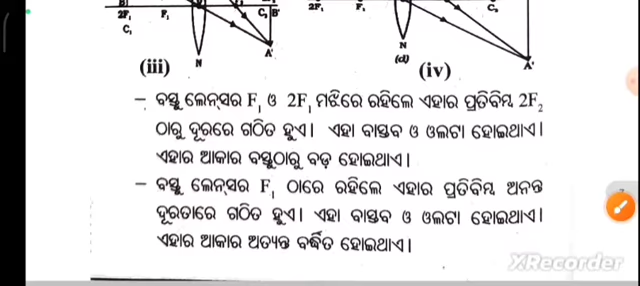 B 2F₁ F₁ C₂ B'
C₁
A'
N
(iii)
2F₁ F₁ C₂
N
(d)
A'
(iv)
– ବସ୍ତୁ ଲେନ୍‌ସର F₁ ଓ 2F₁ ମଝିରେ ରହିଲେ ଏହାର ପ୍ରତିବିମ୍ବ 2F₂
ଠାରୁ ଦୂରରେ ଗଠିତ ହୁଏ। ଏହା ବାସ୍ତବ ଓ ଓଲଟା ହୋଇଥାଏ।
ଏହାର ଆକାର ବସ୍ତୁଠାରୁ ବଡ଼ ହୋଇଥାଏ।
– ବସ୍ତୁ ଲେନ୍‌ସର F₁ ଠାରେ ରହିଲେ ଏହାର ପ୍ରତିବିମ୍ବ ଅନନ୍ତ
ଦୂରତାରେ ଗଠିତ ହୁଏ। ଏହା ବାସ୍ତବ ଓ ଓଲଟା ହୋଇଥାଏ।
ଏହାର ଆକାର ଅତ୍ୟନ୍ତ ବର୍ଦ୍ଧିତ ହୋଇଥାଏ।
XRecorder